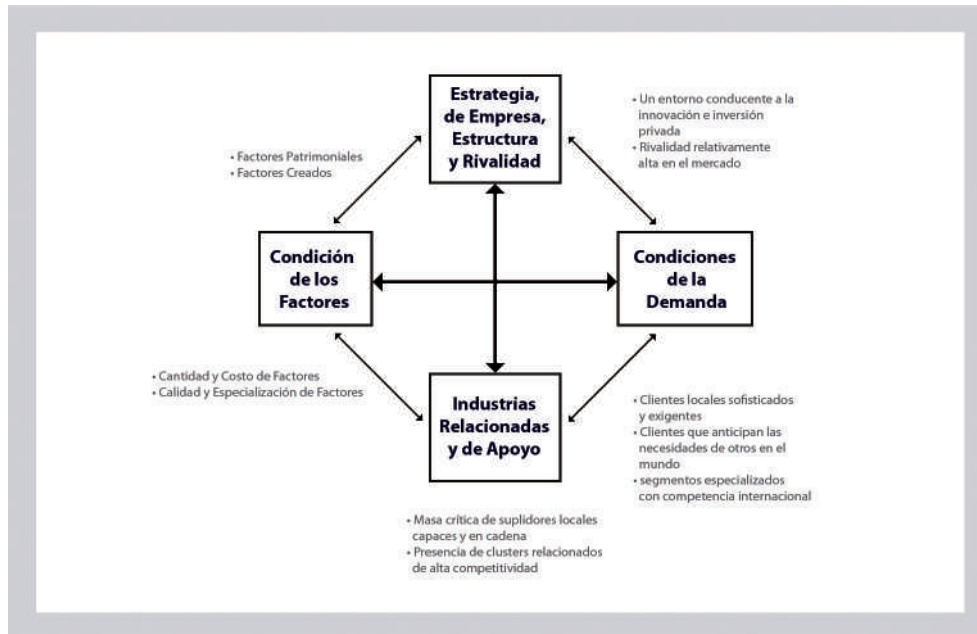 Estrategia,
de Empresa,
Estructura
y Rivalidad
• Un entorno conducente a la
innovación e inversión
privada
• Rivalidad relativamente
alta en el mercado
• Factores Patrimoniales
• Factores Creados
Condición
de los
Factores
Condiciones
de la
Demanda
• Cantidad y Costo de Factores
• Calidad y Especialización de Factores
Industrias
Relacionadas
y de Apoyo
• Clientes locales sofisticados
y exigentes
• Clientes que anticipan las
necesidades de otros en el
mundo
• segmentos especializados
con competencia internacional
• Masa crítica de suplidores locales
capaces y en cadena
• Presencia de clusters relacionados
de alta competitividad